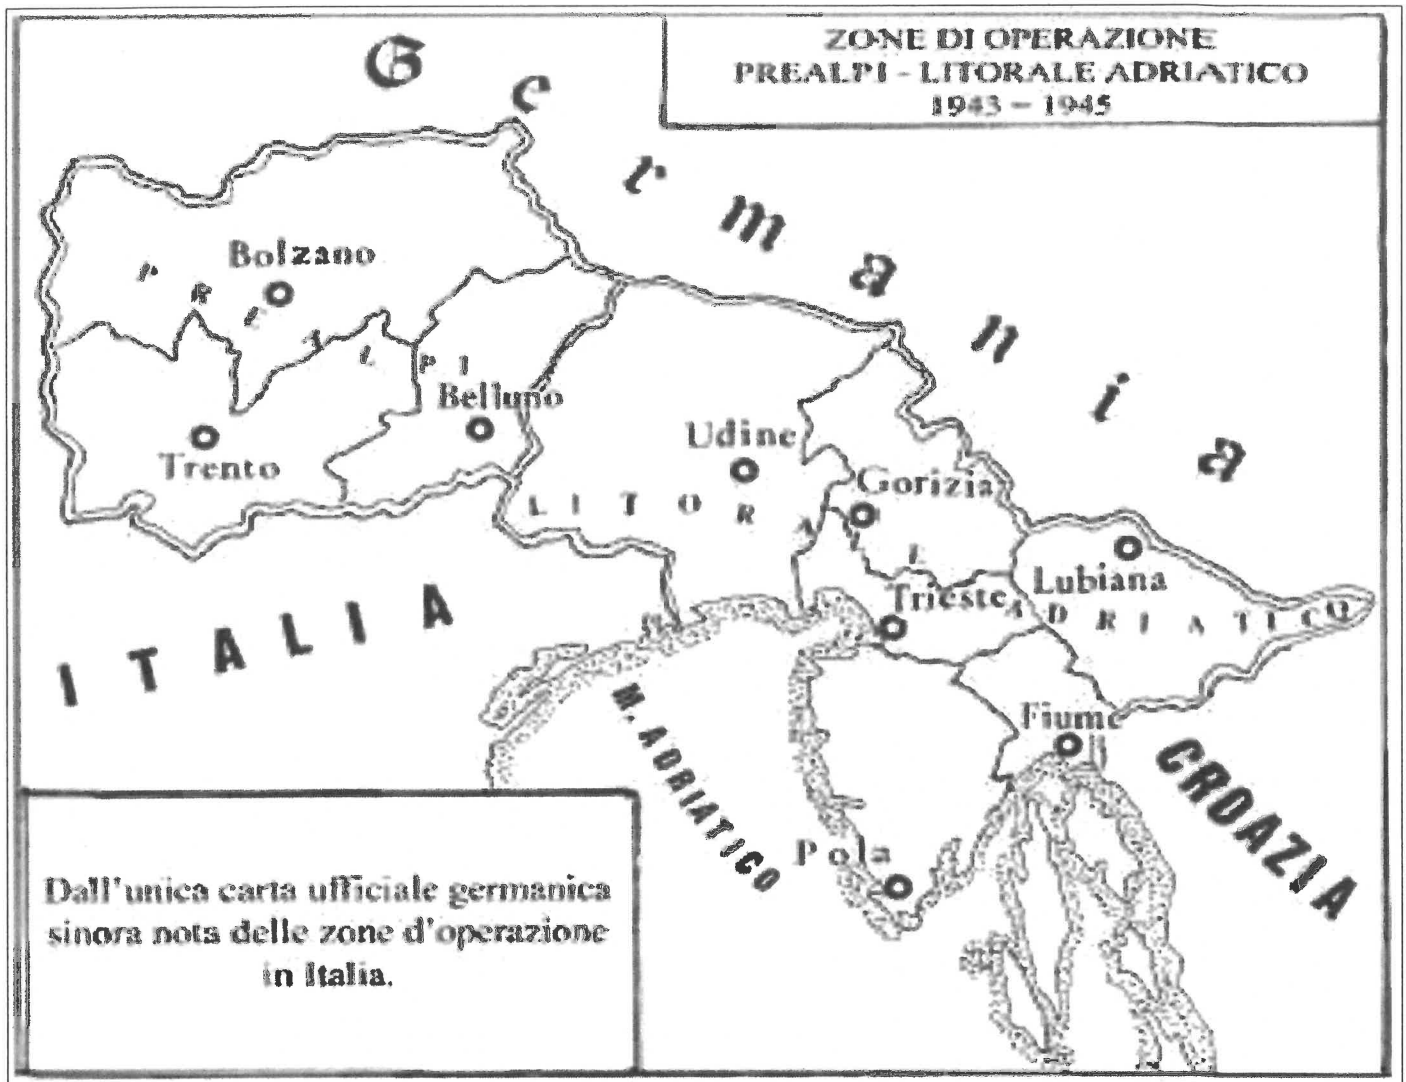 ZONE DI OPERAZIONE
PREALPI - LITORALE ADRIATICO
1943 - 1945
Germania
Bolzano
PREALPI
Belluno
Trento
Udine
Gorizia
LITORALE ADRIATICO
Lubiana
Trieste
ITALIA
M. ADRIATICO
Fiume
CROAZIA
Pola
Dall'unica carta ufficiale germanica
sinora nota delle zone d'operazione
in Italia.